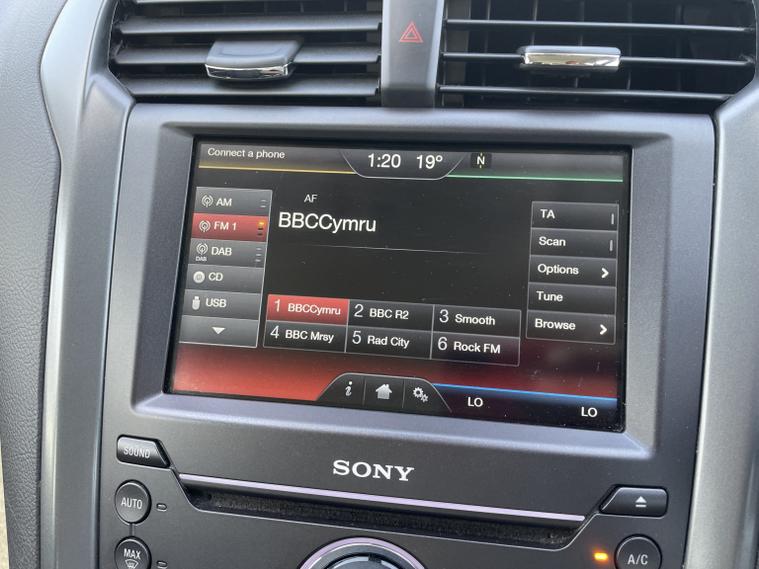 Connect a phone
1:20 19° N
AM
FM 1
DAB
DAB
CD
USB
AF
BBCCymru
TA
Scan
Options
Tune
Browse
1 BBCCymru 2 BBC R2 3 Smooth
4 BBC Mrsy 5 Rad City 6 Rock FM
i
LO LO
SOUND
SONY
AUTO
MAX
A/C